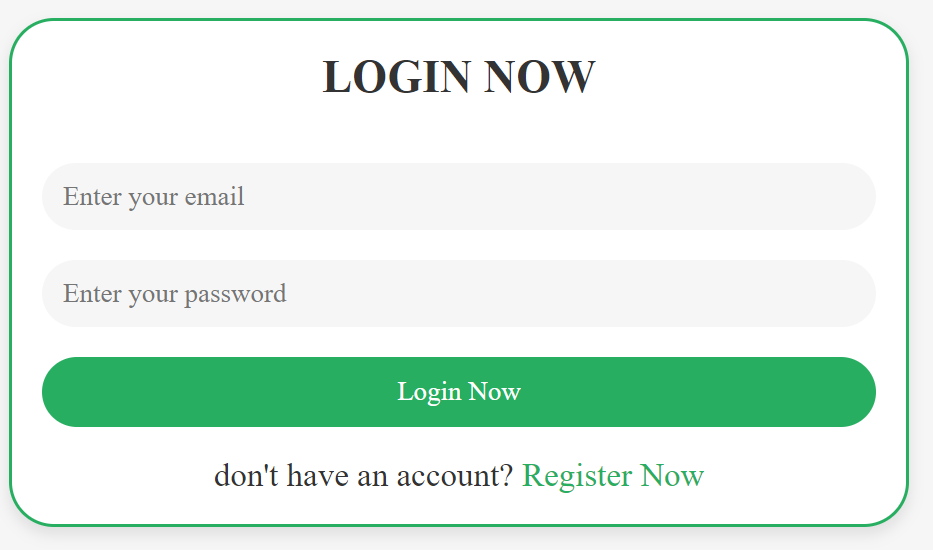 LOGIN NOW
Enter your email
Enter your password
Login Now
don't have an account? Register Now